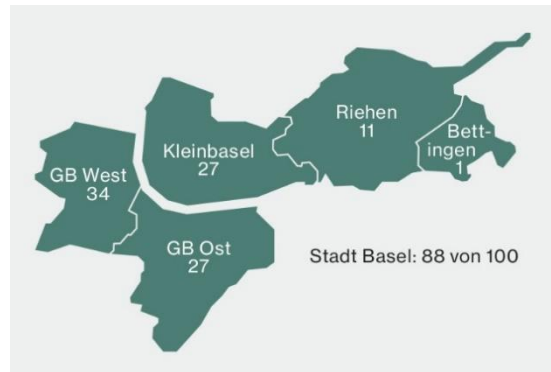 Riehen
11
Bett-
ingen
1
Kleinbasel
27
GB West
34
GB Ost
27
Stadt Basel: 88 von 100